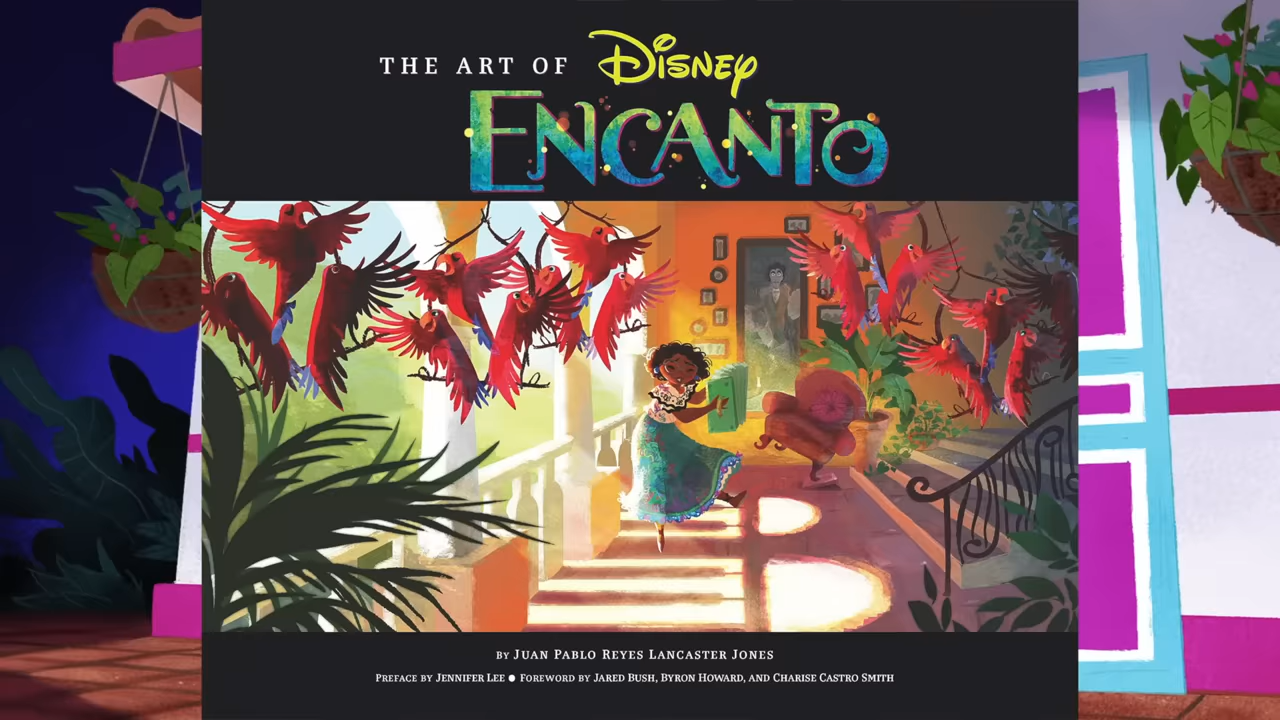 THE ART OF DISNEY
ENCANTO
BY JUAN PABLO REYES LANCASTER JONES
PREFACE BY JENNIFER LEE ● FOREWORD BY JARED BUSH, BYRON HOWARD, AND CHARISE CASTRO SMITH